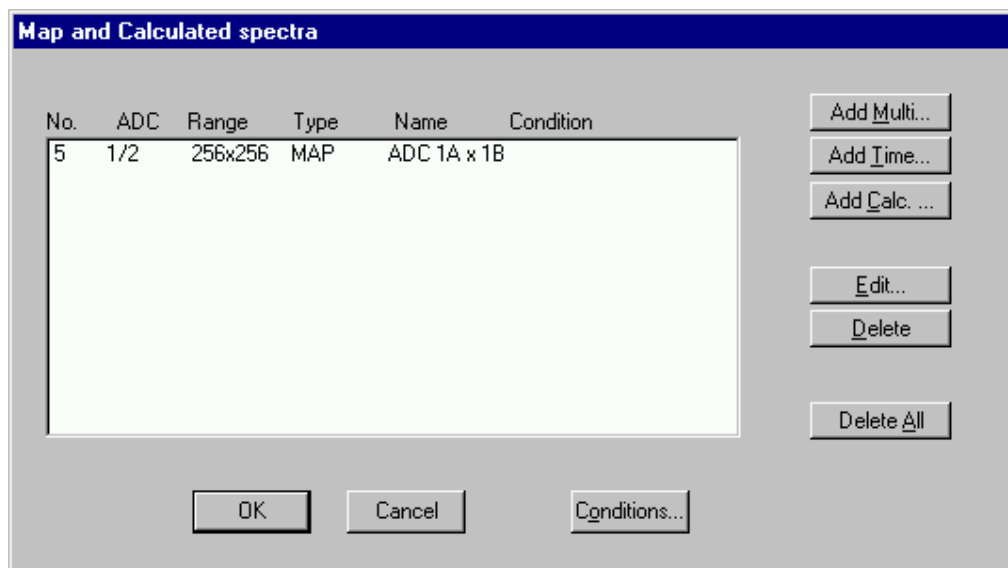 Map and Calculated spectra
No. ADC Range Type Name Condition
5 1/2 256x256 MAP ADC 1A x 1B
Add Multi...
Add Time...
Add Calc. ...
Edit...
Delete
Delete All
OK Cancel Conditions...